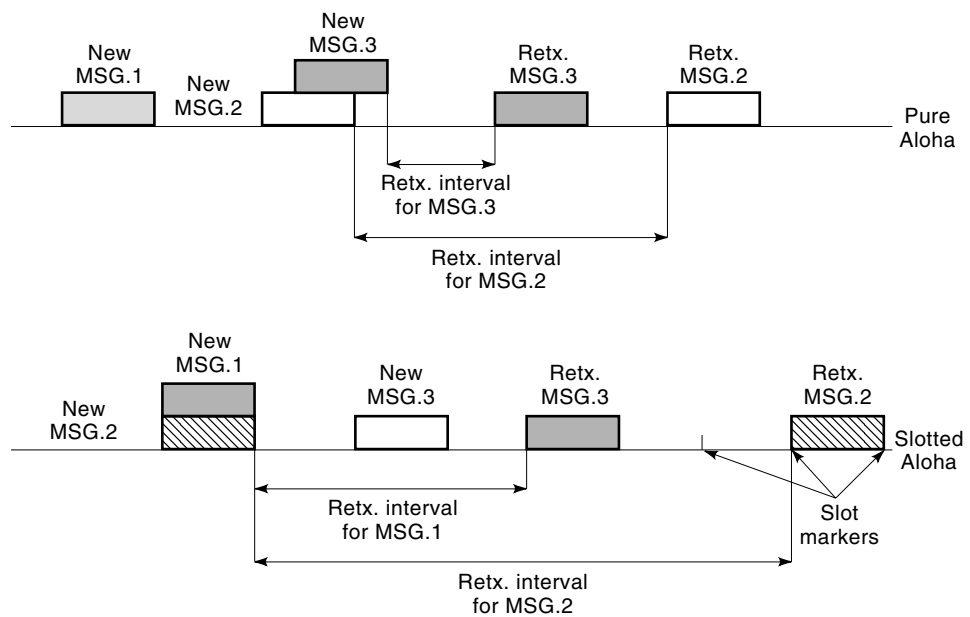 New
MSG.3
New
MSG.1
New
MSG.2
Retx.
MSG.3
Retx.
MSG.2
Pure
Aloha
Retx. interval
for MSG.3
Retx. interval
for MSG.2
New
MSG.1
New
MSG.2
New
MSG.3
Retx.
MSG.3
Retx.
MSG.2
Slotted
Aloha
Retx. interval
for MSG.1
Slot
markers
Retx. interval
for MSG.2